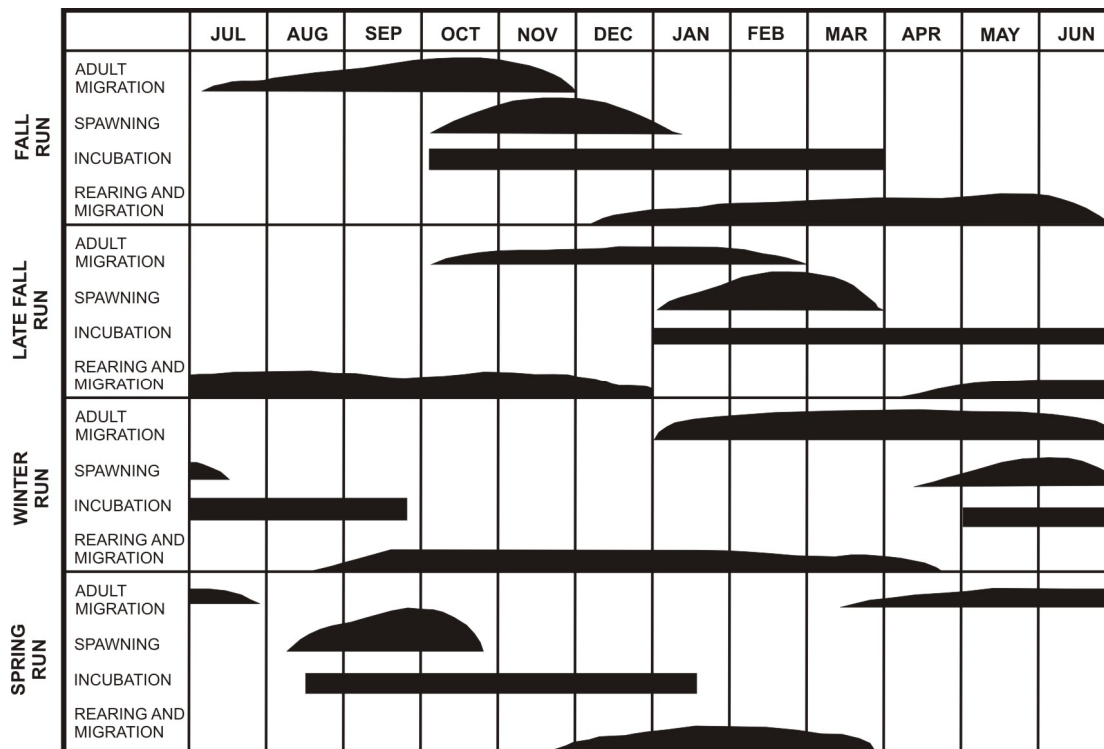 JUL AUG SEP OCT NOV DEC JAN FEB MAR APR MAY JUN
FALL
RUN
ADULT
MIGRATION
SPAWNING
INCUBATION
REARING AND
MIGRATION
LATE FALL
RUN
ADULT
MIGRATION
SPAWNING
INCUBATION
REARING AND
MIGRATION
WINTER
RUN
ADULT
MIGRATION
SPAWNING
INCUBATION
REARING AND
MIGRATION
SPRING
RUN
ADULT
MIGRATION
SPAWNING
INCUBATION
REARING AND
MIGRATION